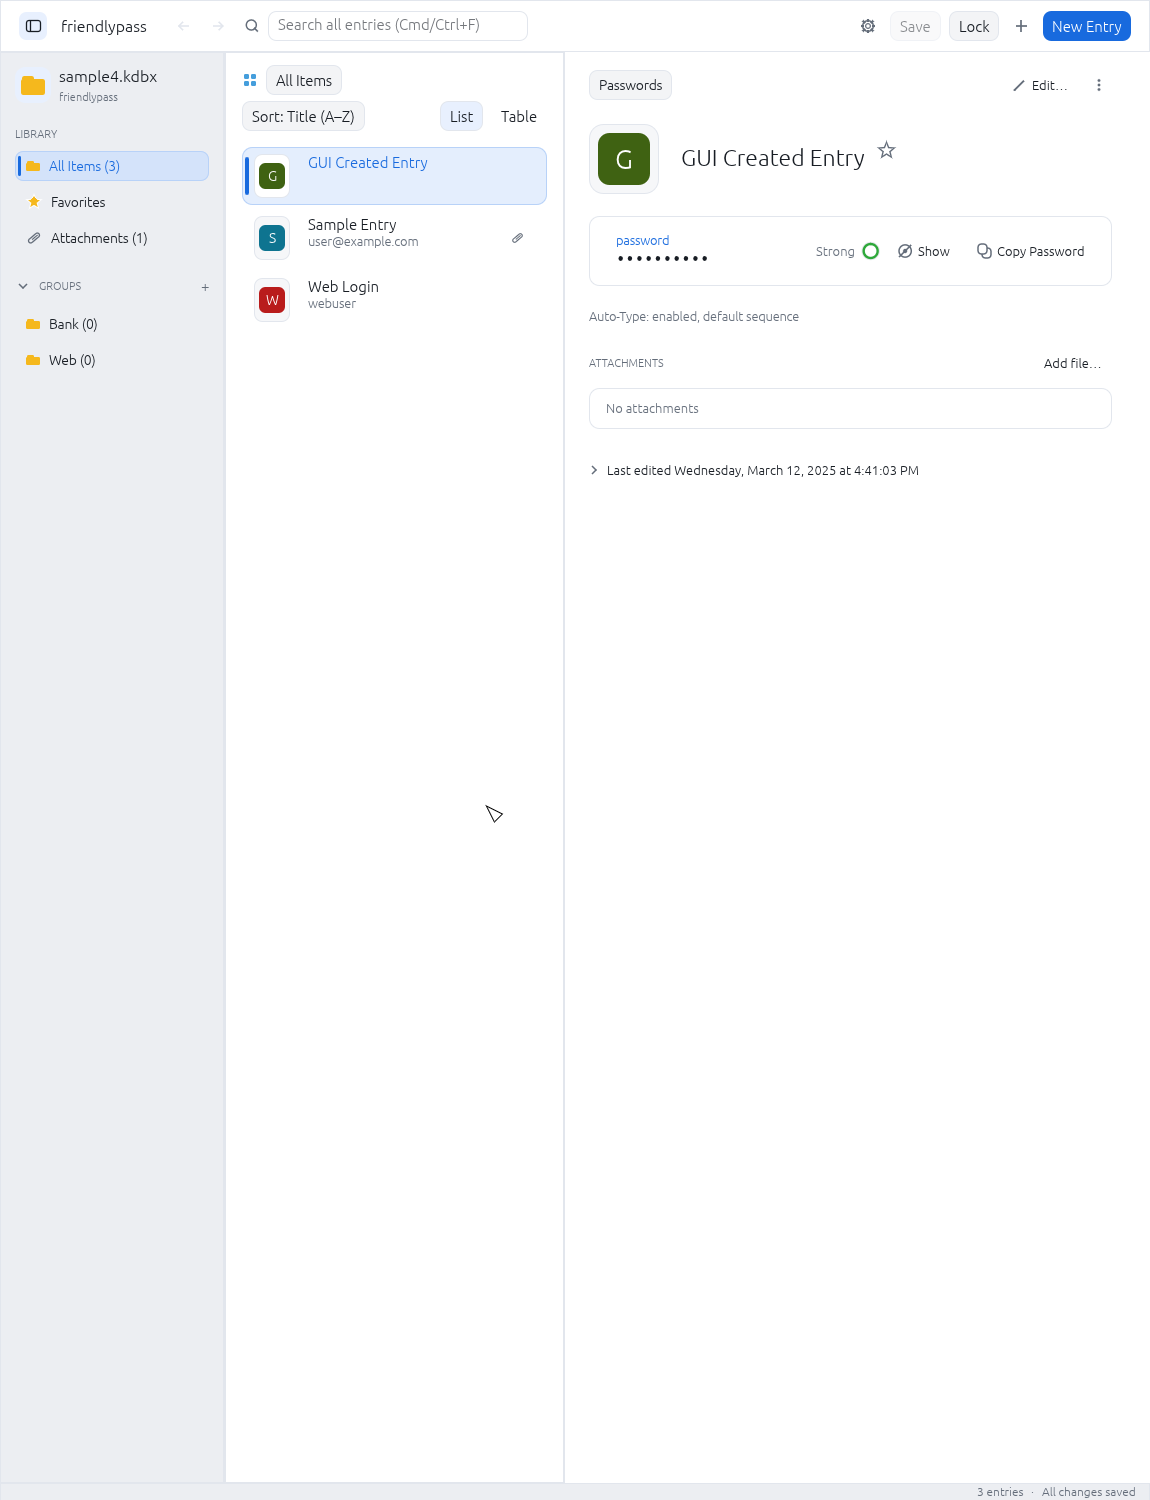 friendlypass
Search all entries (Cmd/Ctrl+F)
Save
Lock
New Entry
sample4.kdbx
friendlypass
LIBRARY
All Items (3)
Favorites
Attachments (1)
GROUPS
Bank (0)
Web (0)
All Items
Sort: Title (A–Z)
List
Table
G
GUI Created Entry
S
Sample Entry
user@example.com
W
Web Login
webuser
Passwords
Edit…
G
GUI Created Entry
password
••••••••••
Strong
Show
Copy Password
Auto-Type: enabled, default sequence
ATTACHMENTS
Add file…
No attachments
Last edited Wednesday, March 12, 2025 at 4:41:03 PM
3 entries · All changes saved